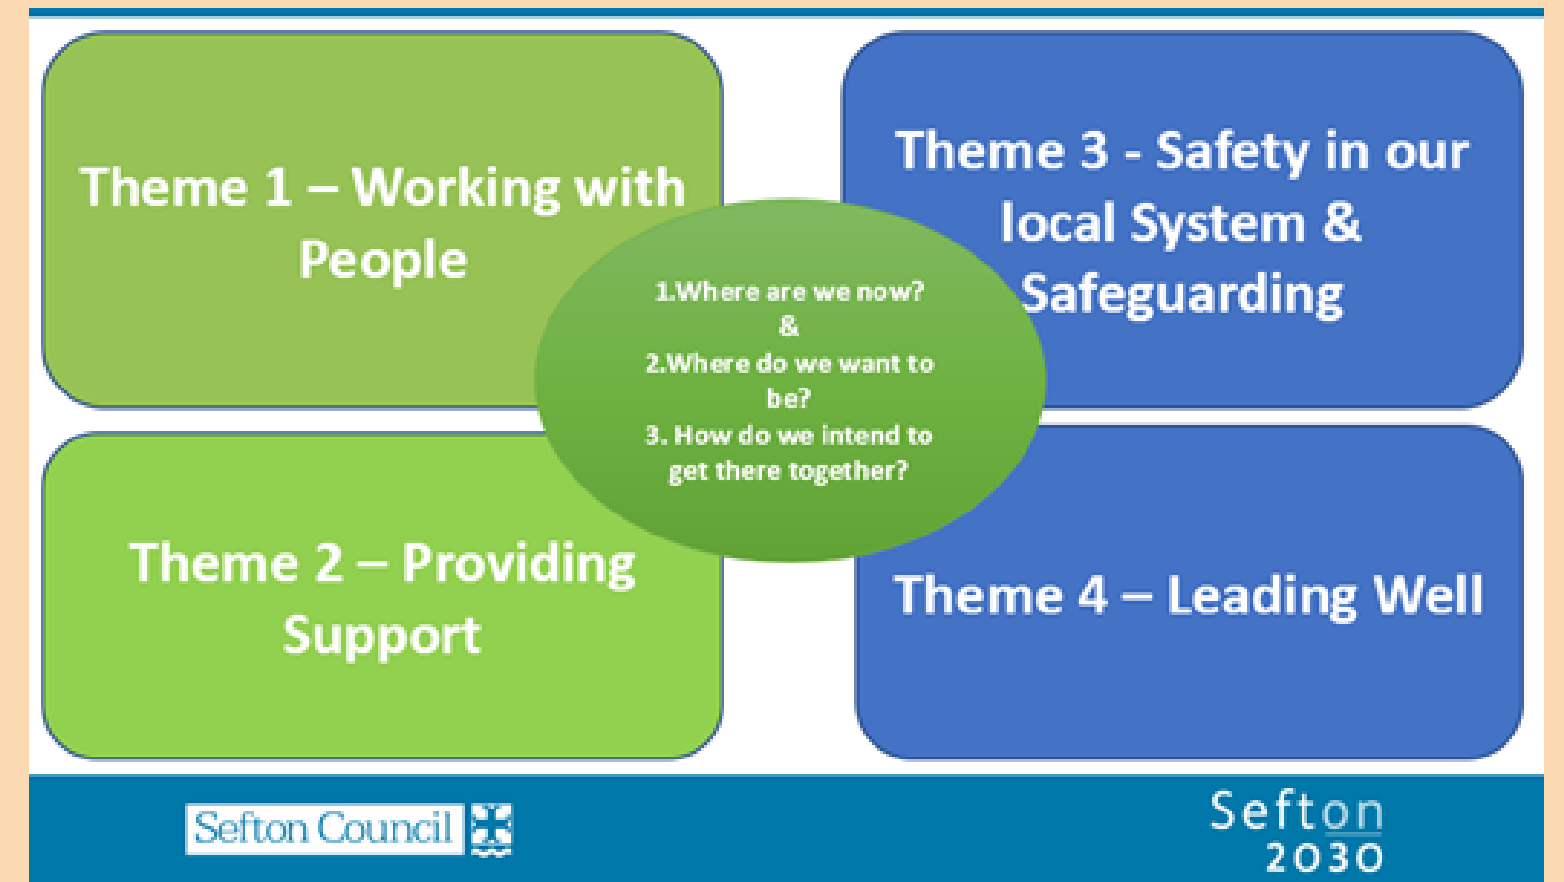 Theme 1 – Working with
People
Theme 3 - Safety in our
local System &
Safeguarding
1.Where are we now?
&
2.Where do we want to
be?
3. How do we intend to
get there together?
Theme 2 – Providing
Support
Theme 4 – Leading Well
Sefton Council
Sefton
2030